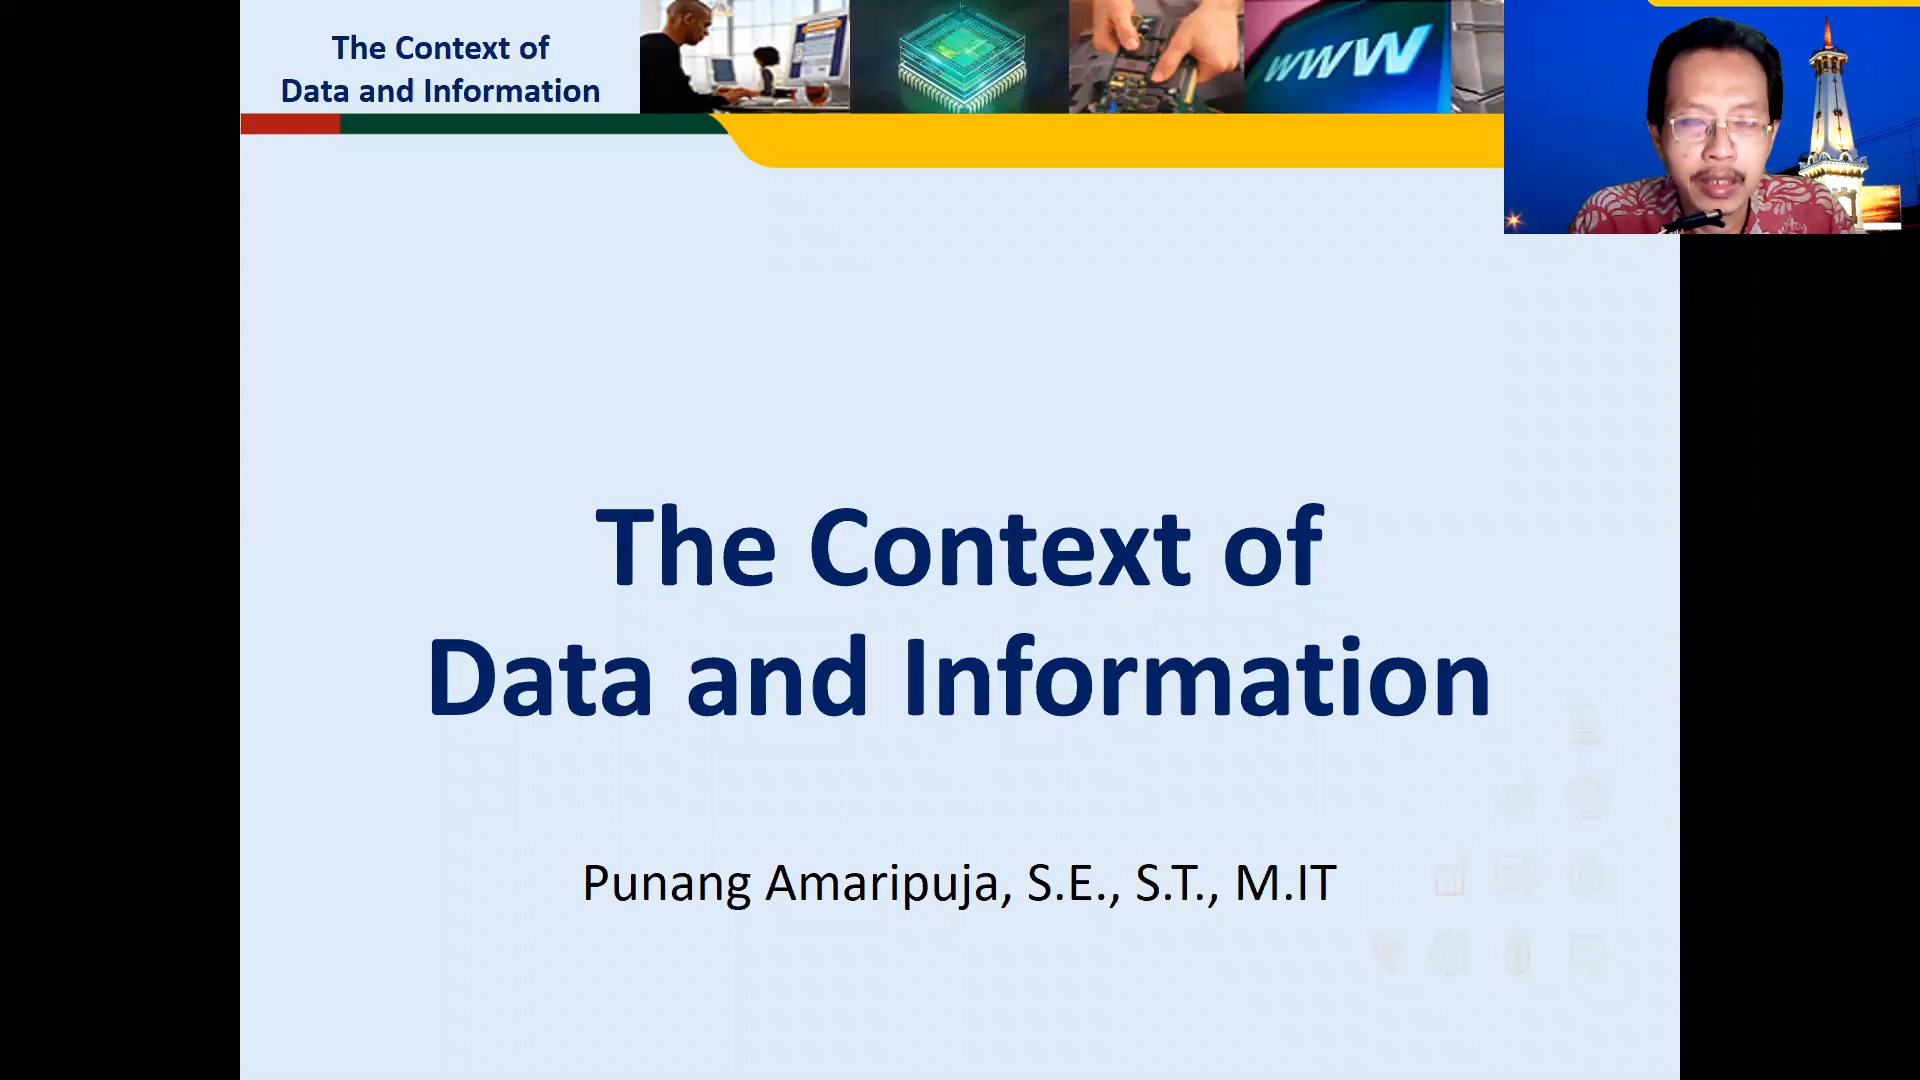 The Context of
Data and Information
WWW
The Context of
Data and Information
Punang Amaripuja, S.E., S.T., M.IT